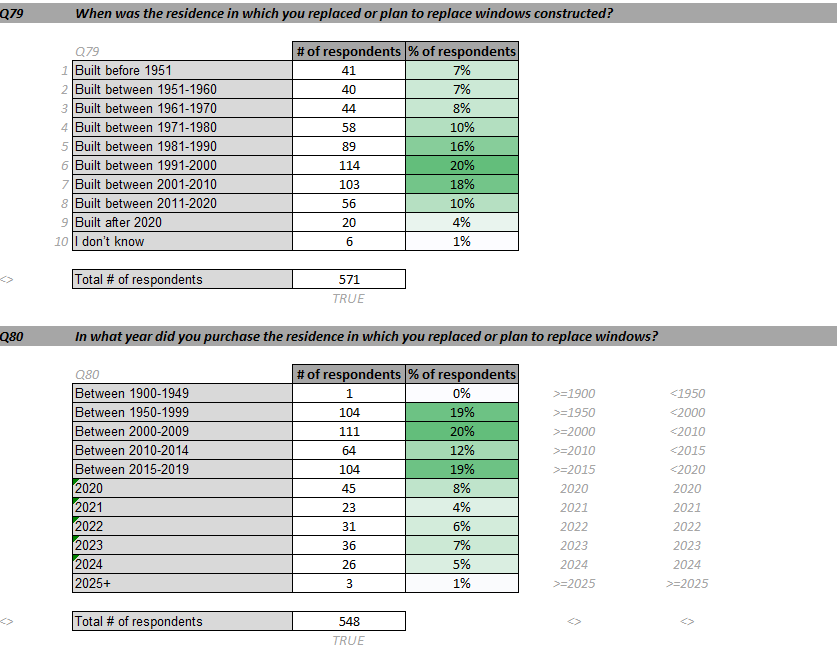 Q79 When was the residence in which you replaced or plan to replace windows constructed?
Q79 # of respondents % of respondents
1 Built before 1951 41 7%
2 Built between 1951-1960 40 7%
3 Built between 1961-1970 44 8%
4 Built between 1971-1980 58 10%
5 Built between 1981-1990 89 16%
6 Built between 1991-2000 114 20%
7 Built between 2001-2010 103 18%
8 Built between 2011-2020 56 10%
9 Built after 2020 20 4%
10 I don't know 6 1%
<> Total # of respondents 571
TRUE
Q80 In what year did you purchase the residence in which you replaced or plan to replace windows?
Q80 # of respondents % of respondents
Between 1900-1949 1 0% >=1900 <1950
Between 1950-1999 104 19% >=1950 <2000
Between 2000-2009 111 20% >=2000 <2010
Between 2010-2014 64 12% >=2010 <2015
Between 2015-2019 104 19% >=2015 <2020
2020 45 8% 2020 2020
2021 23 4% 2021 2021
2022 31 6% 2022 2022
2023 36 7% 2023 2023
2024 26 5% 2024 2024
2025+ 3 1% >=2025 >=2025
<> Total # of respondents 548 <> <>
TRUE